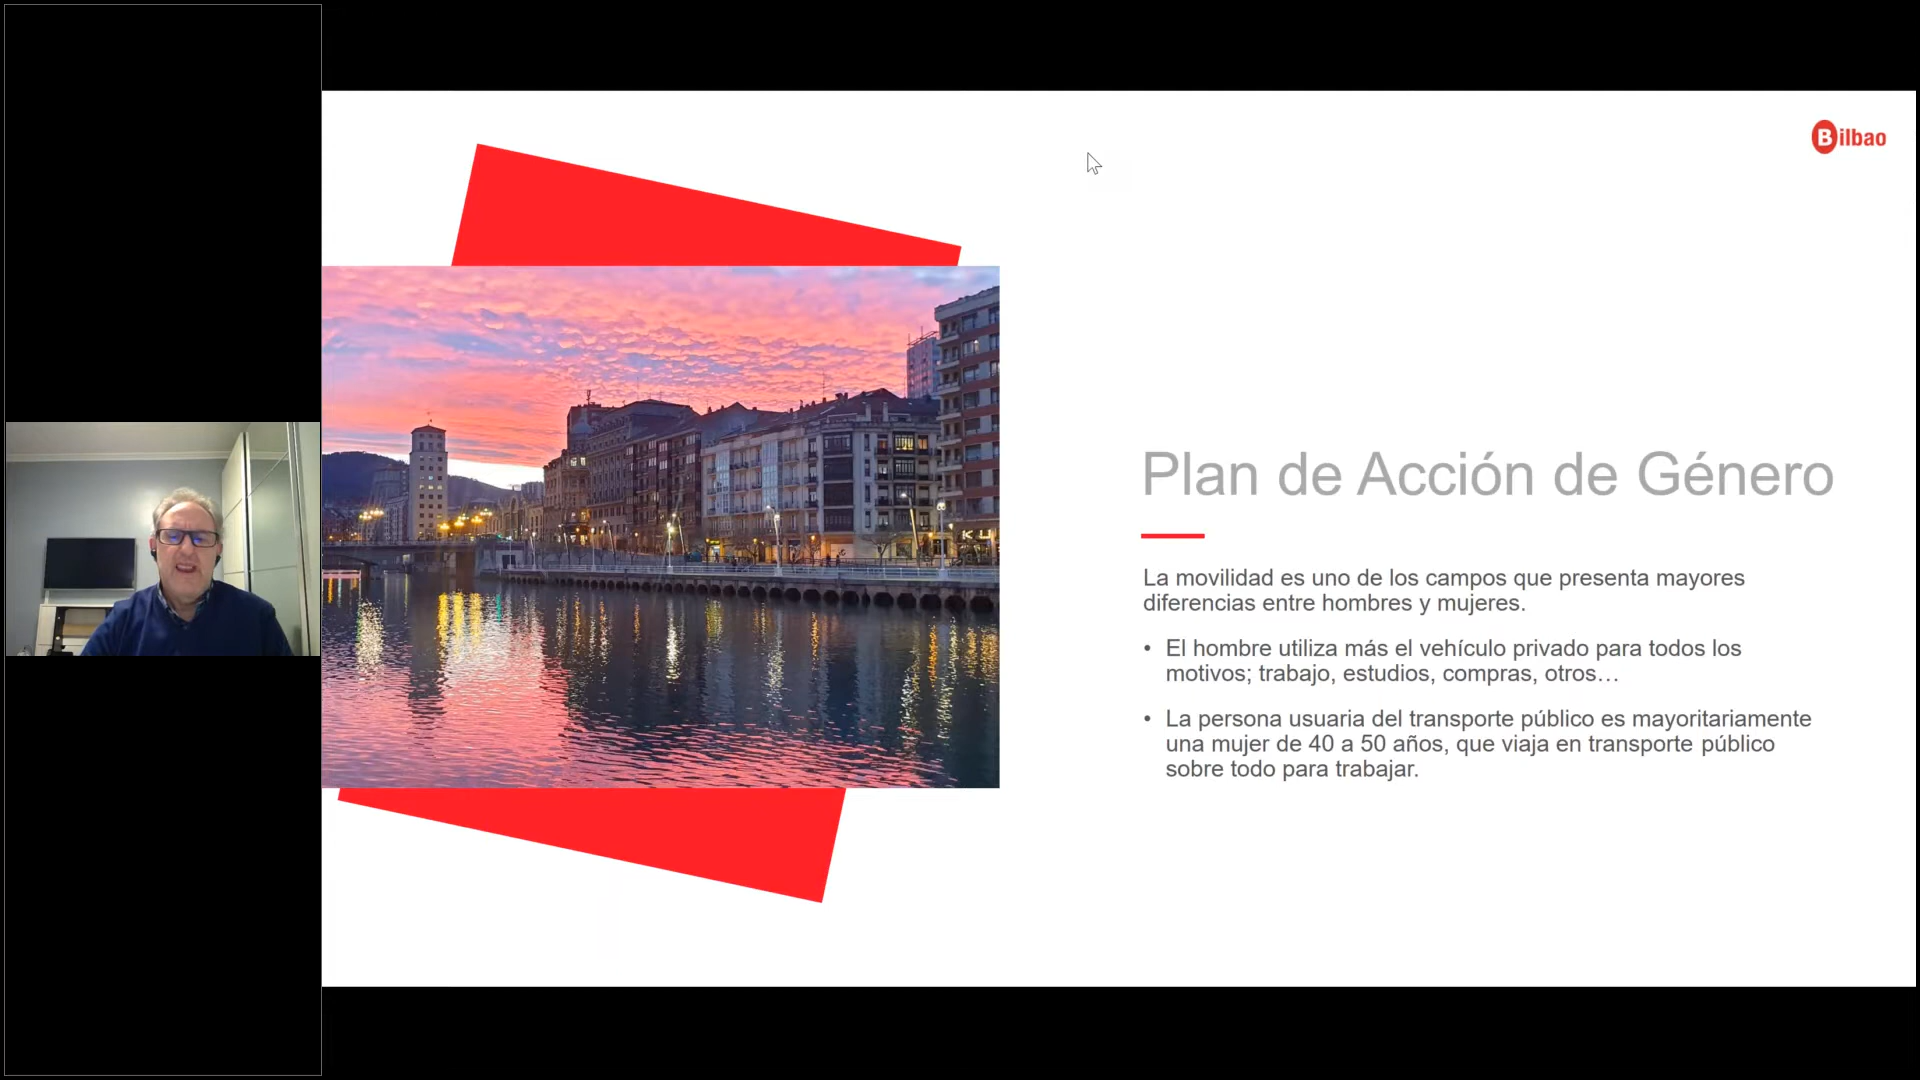 Bilbao
KU
Plan de Acción de Género
La movilidad es uno de los campos que presenta mayores
diferencias entre hombres y mujeres.
• El hombre utiliza más el vehículo privado para todos los
motivos; trabajo, estudios, compras, otros…
• La persona usuaria del transporte público es mayoritariamente
una mujer de 40 a 50 años, que viaja en transporte público
sobre todo para trabajar.